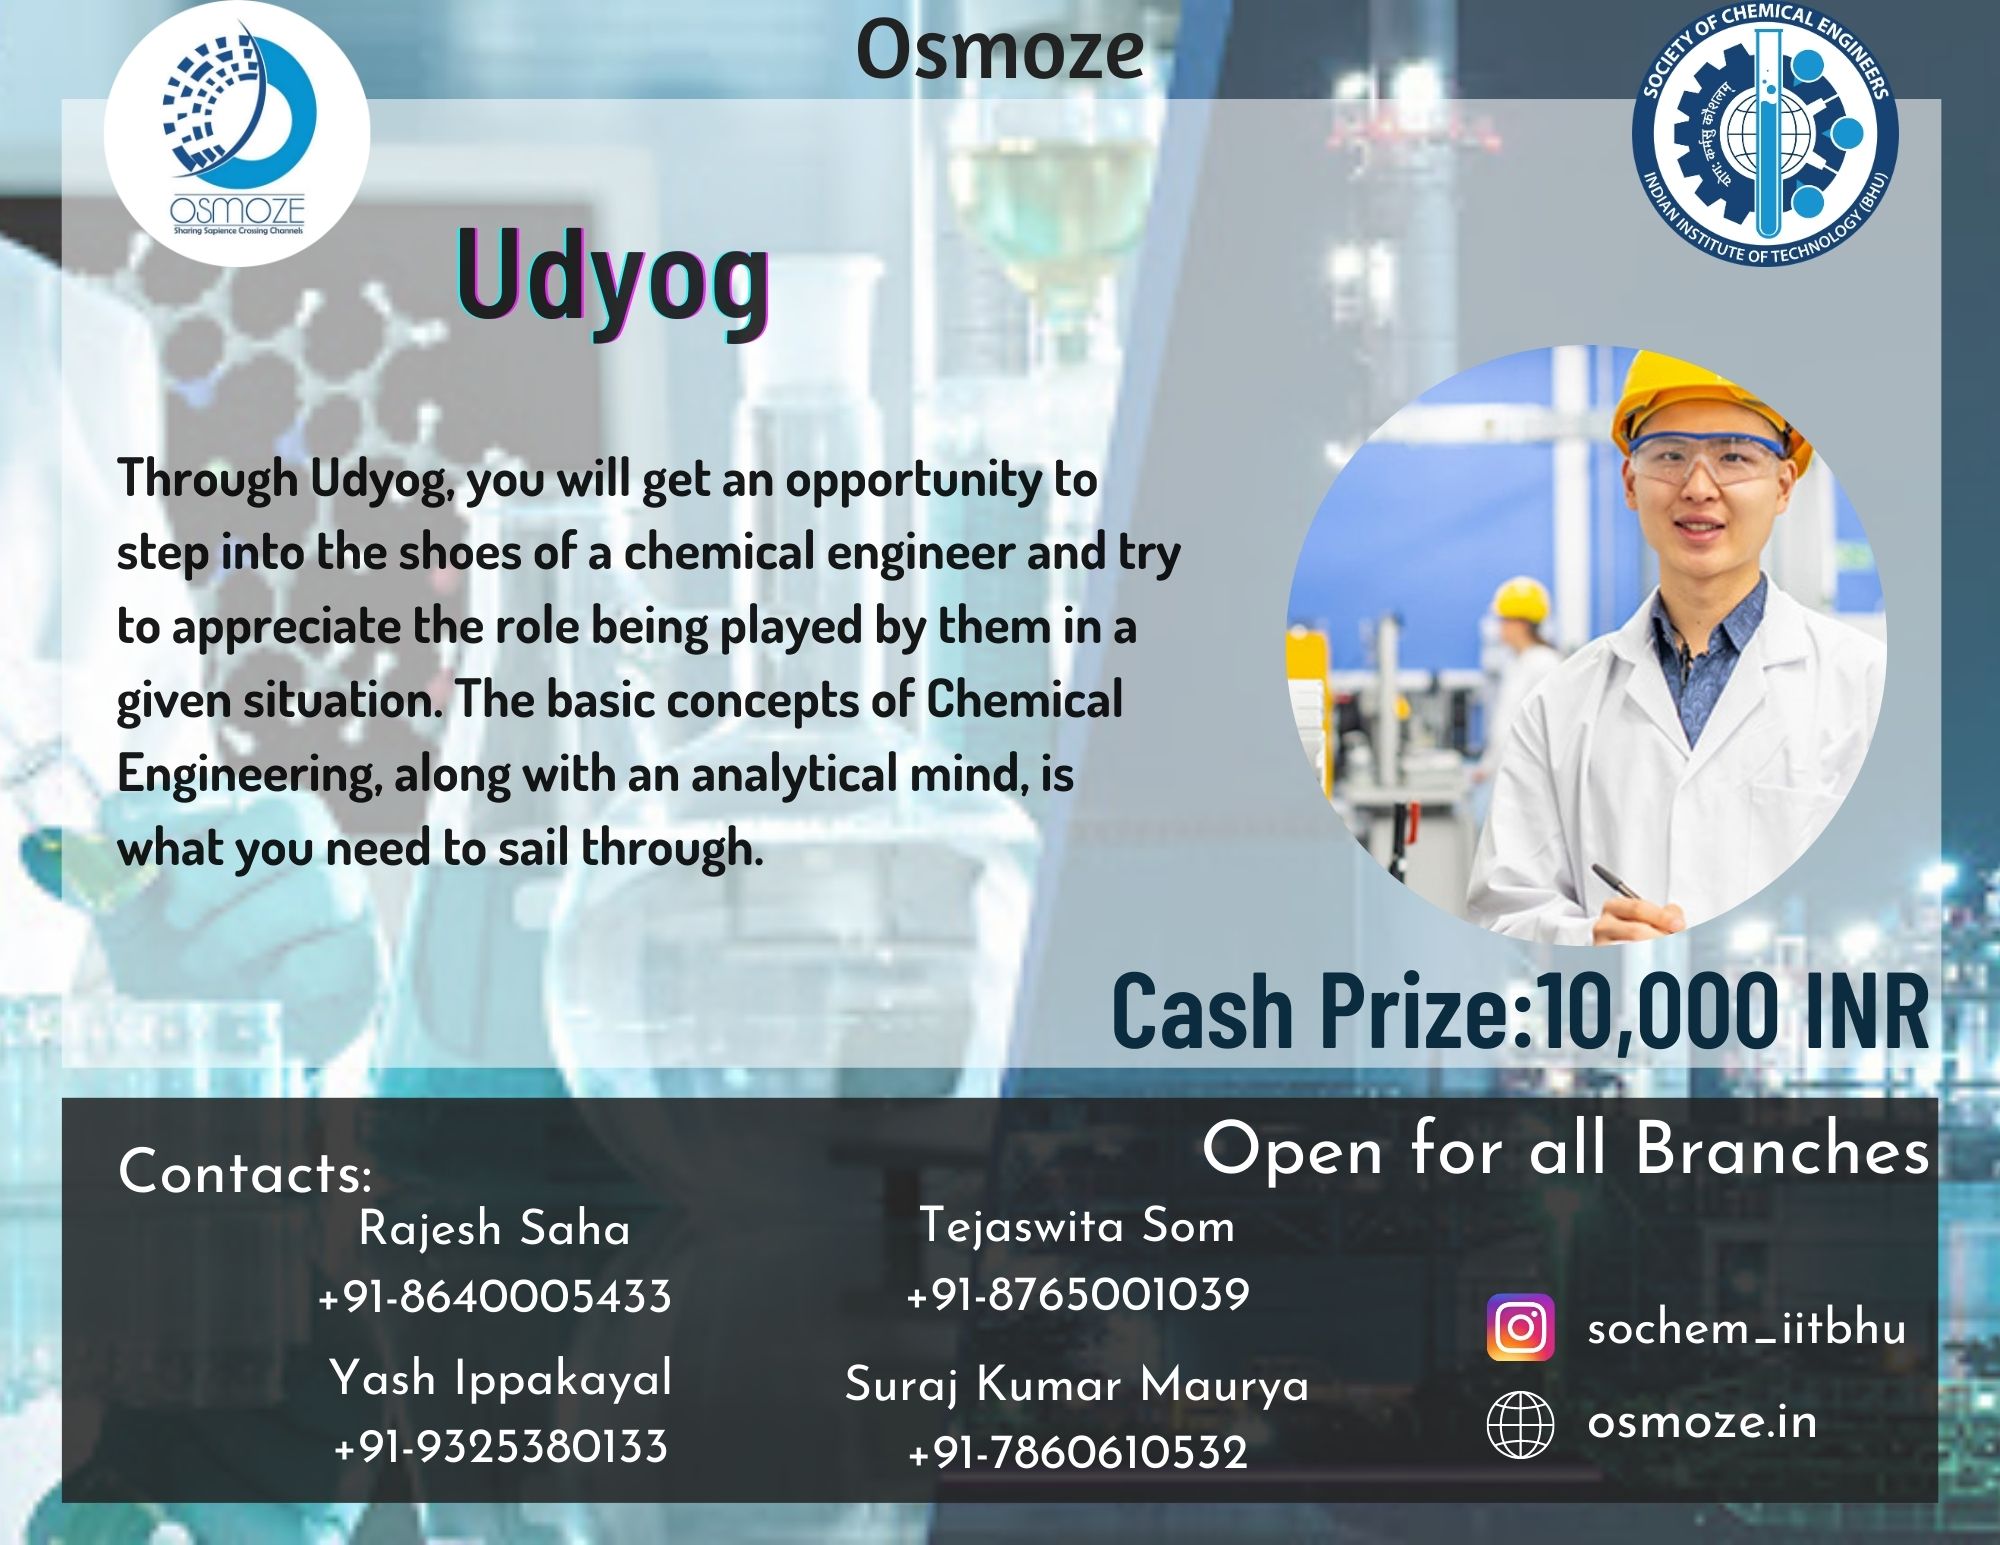 Osmoze
OSMOZE
Sharing Sapience Crossing Channels
SOCIETY OF CHEMICAL ENGINEERS
योग: कर्मसु कौशलम्
INDIAN INSTITUTE OF TECHNOLOGY (BHU)
Udyog
Through Udyog, you will get an opportunity to
step into the shoes of a chemical engineer and try
to appreciate the role being played by them in a
given situation. The basic concepts of Chemical
Engineering, along with an analytical mind, is
what you need to sail through.
Cash Prize:10,000 INR
Open for all Branches
Contacts:
Rajesh Saha
+91-8640005433
Yash Ippakayal
+91-9325380133
Tejaswita Som
+91-8765001039
Suraj Kumar Maurya
+91-7860610532
sochem_iitbhu
osmoze.in